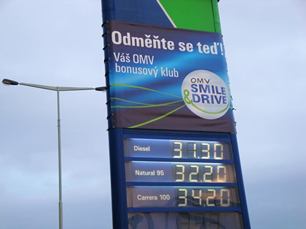 Odměňte se teď!
Váš OMV
bonusový klub
OMV
SMILE
& DRIVE
Diesel 31.30
Natural 95 32.20
Carrera 100 34.20